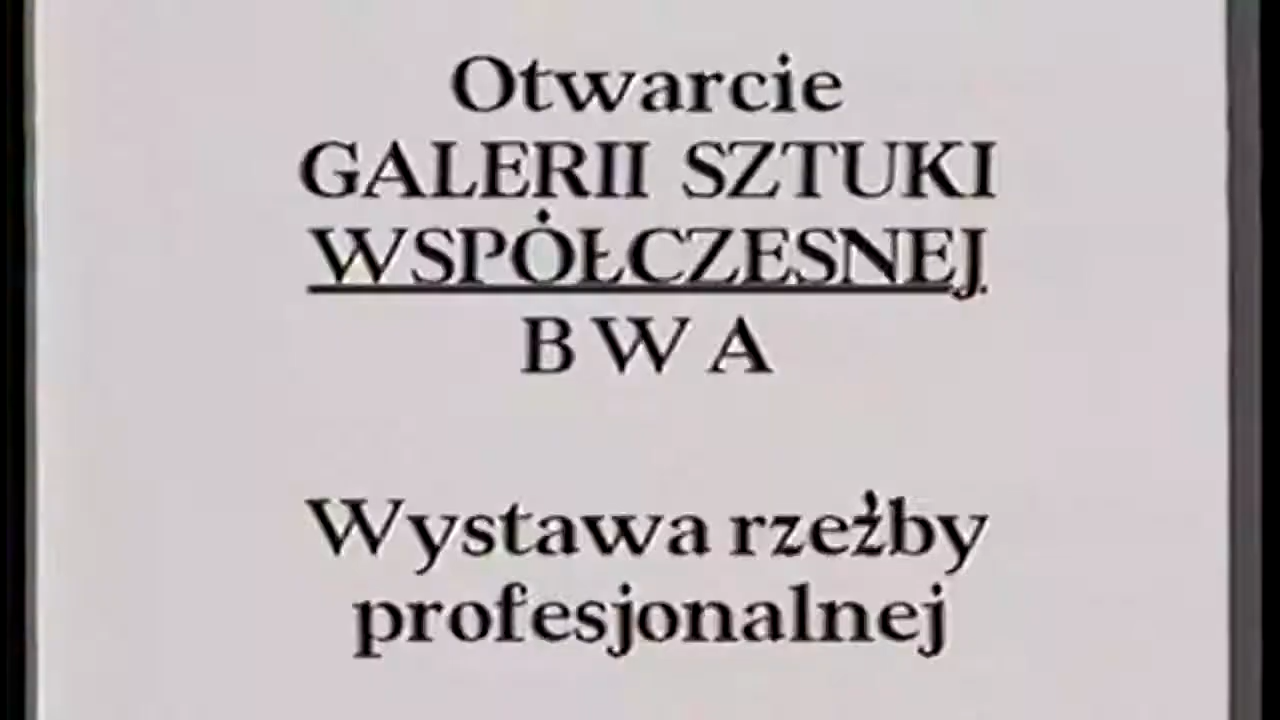 Otwarcie
GALERII SZTUKI
WSPÓŁCZESNEJ
B W A
Wystawa rzeźby
profesjonalnej